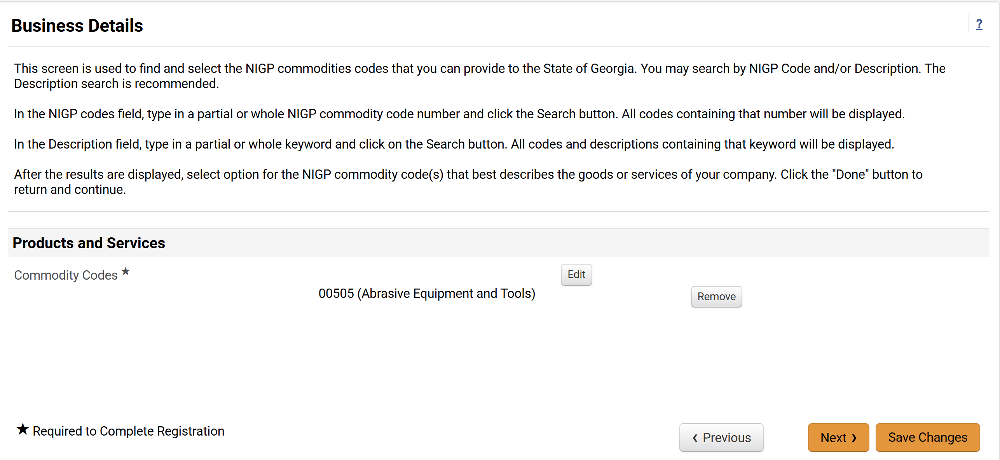 Business Details
?
This screen is used to find and select the NIGP commodities codes that you can provide to the State of Georgia. You may search by NIGP Code and/or Description. The
Description search is recommended.
In the NIGP codes field, type in a partial or whole NIGP commodity code number and click the Search button. All codes containing that number will be displayed.
In the Description field, type in a partial or whole keyword and click on the Search button. All codes and descriptions containing that keyword will be displayed.
After the results are displayed, select option for the NIGP commodity code(s) that best describes the goods or services of your company. Click the "Done" button to
return and continue.
Products and Services
Commodity Codes ★
Edit
00505 (Abrasive Equipment and Tools)
Remove
★ Required to Complete Registration
‹ Previous
Next ›
Save Changes